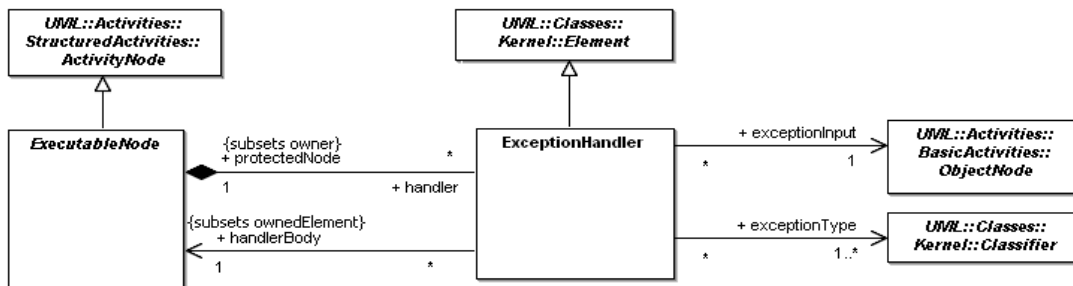 UML::Activities::
StructuredActivities::
ActivityNode
UML::Classes::
Kernel::Element
ExecutableNode
{subsets owner}
+ protectedNode
*
1
+ handler
{subsets ownedElement}
+ handlerBody
1
*
ExceptionHandler
+ exceptionInput
*
1
UML::Activities::
BasicActivities::
ObjectNode
+ exceptionType
*
1..*
UML::Classes::
Kernel::Classifier